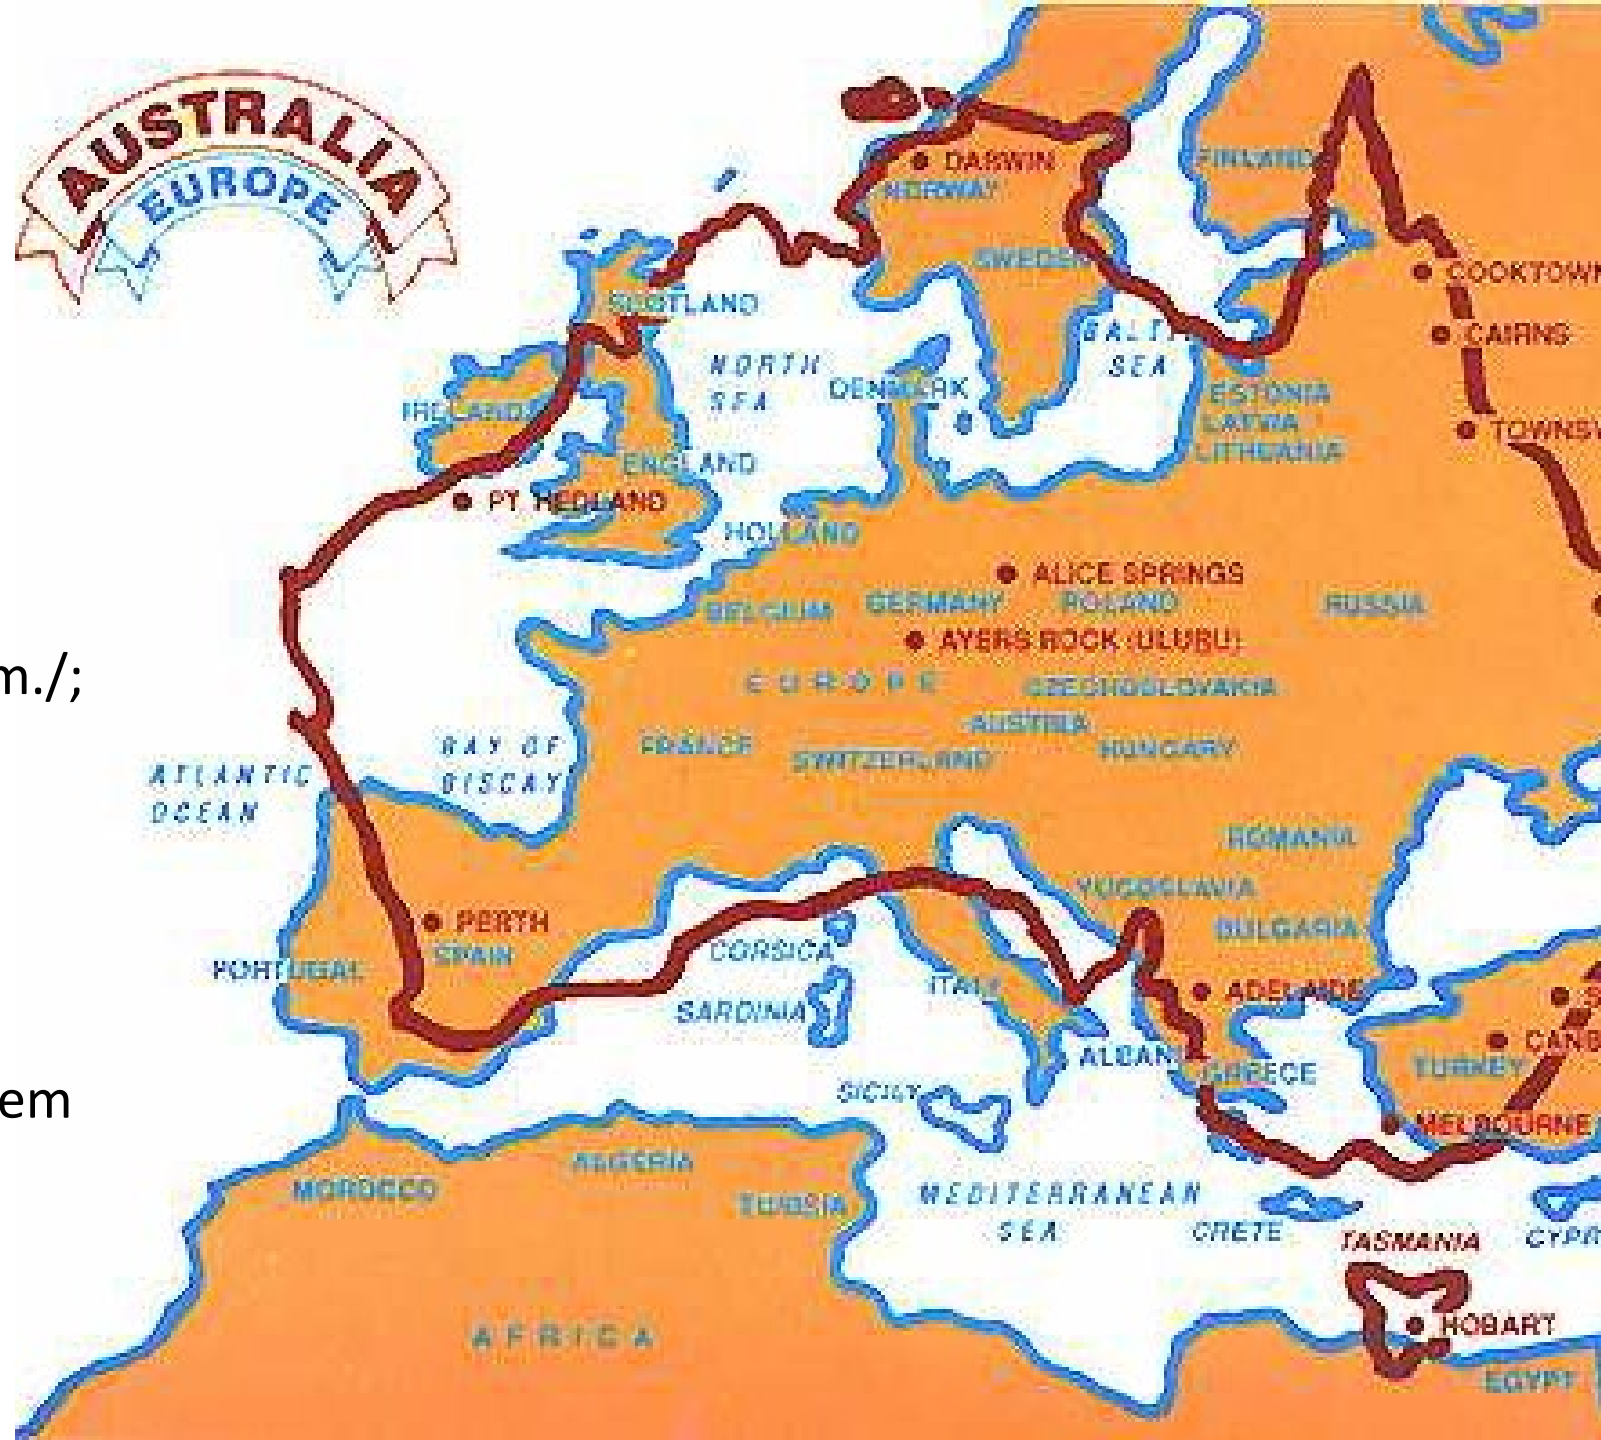 AUSTRALIA
EUROPE
DARWIN
FINLAND
NORWAY
SWEDEN
COOKTOWN
SCOTLAND
BALTIC
SEA
CAIRNS
NORTH
SEA
DENMARK
IRELAND
ESTONIA
LATVIA
LITHUANIA
TOWNSV
ENGLAND
PT. HEDLAND
HOLLAND
ALICE SPRINGS
BELGIUM GERMANY POLAND RUSSIA
AYERS ROCK (ULURU)
m./;
EUROPE CZECHOSLOVAKIA
AUSTRIA
BAY OF
BISCAY
FRANCE SWITZERLAND HUNGARY
ATLANTIC
OCEAN
ROMANIA
YUGOSLAVIA
PERTH
SPAIN
BULGARIA
CORSICA
PORTUGAL
ITALY
ADELAIDE
S
SARDINIA
CANB
ALBANI
GREECE
TURKEY
SICILY
em
MELBOURNE
ALGERIA
MOROCCO
TUNISIA
MEDITERRANEAN
SEA
CRETE
TASMANIA
CYPR
AFRICA
HOBART
EGYPT